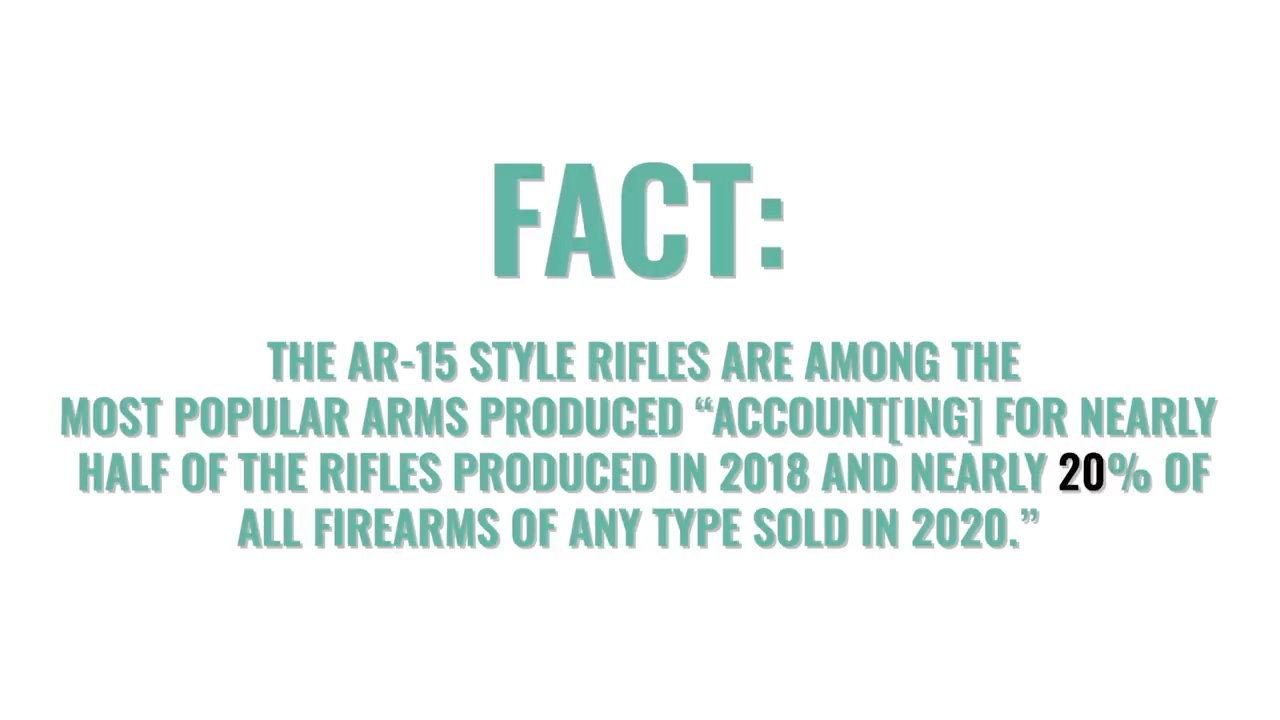 FACT:
THE AR-15 STYLE RIFLES ARE AMONG THE
MOST POPULAR ARMS PRODUCED “ACCOUNT[ING] FOR NEARLY
HALF OF THE RIFLES PRODUCED IN 2018 AND NEARLY 20% OF
ALL FIREARMS OF ANY TYPE SOLD IN 2020.”